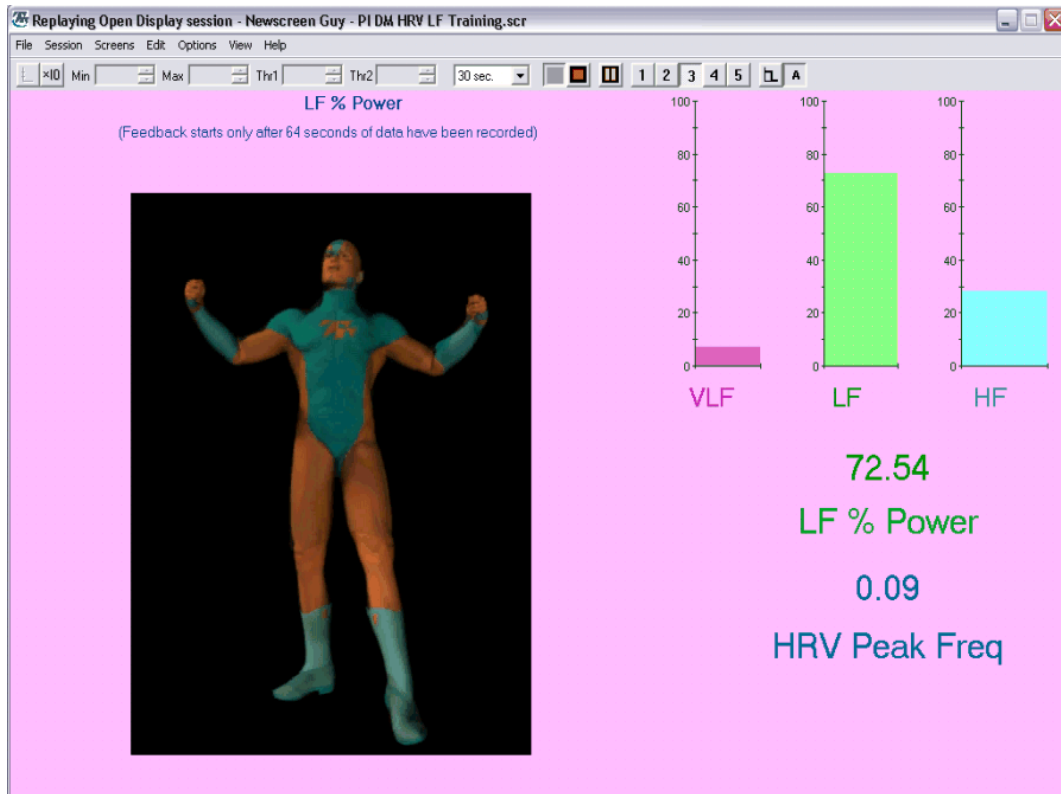 Replaying Open Display session - Newscreen Guy - PI DM HRV LF Training.scr
File Session Screens Edit Options View Help
×10 Min Max Thr1 Thr2 30 sec. 1 2 3 4 5 A
LF % Power
(Feedback starts only after 64 seconds of data have been recorded)
100 100 100
80 80 80
60 60 60
40 40 40
20 20 20
0 0 0
VLF LF HF
72.54
LF % Power
0.09
HRV Peak Freq